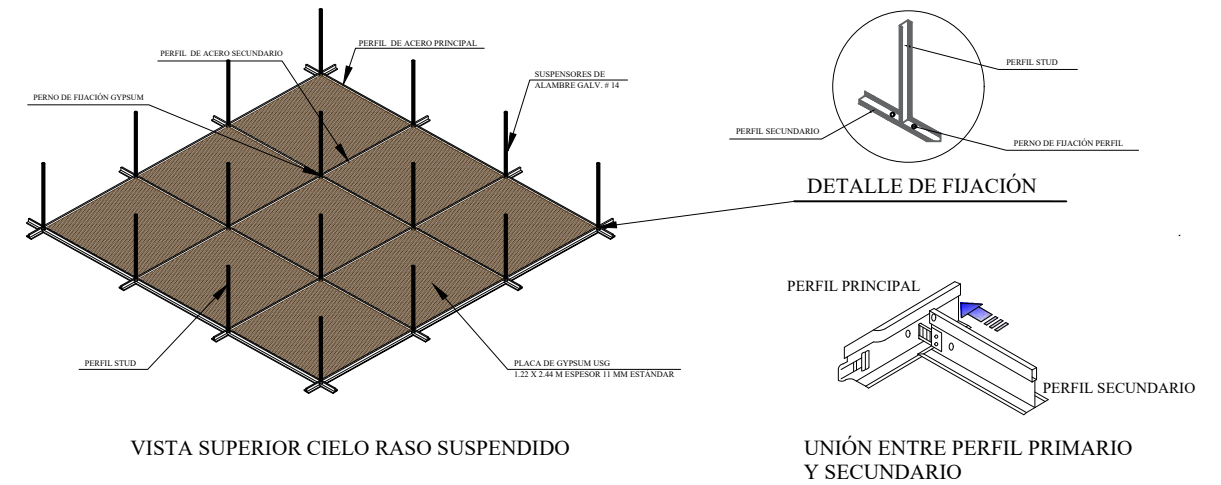 PERFIL DE ACERO PRINCIPAL
PERFIL DE ACERO SECUNDARIO
PERNO DE FIJACIÓN GYPSUM
SUSPENSORES DE
ALAMBRE GALV. # 14
PERFIL STUD
PLACA DE GYPSUM USG
1.22 X 2.44 M ESPESOR 11 MM ESTÁNDAR
VISTA SUPERIOR CIELO RASO SUSPENDIDO
PERFIL STUD
PERFIL SECUNDARIO
PERNO DE FIJACIÓN PERFIL
DETALLE DE FIJACIÓN
PERFIL PRINCIPAL
PERFIL SECUNDARIO
UNIÓN ENTRE PERFIL PRIMARIO
Y SECUNDARIO